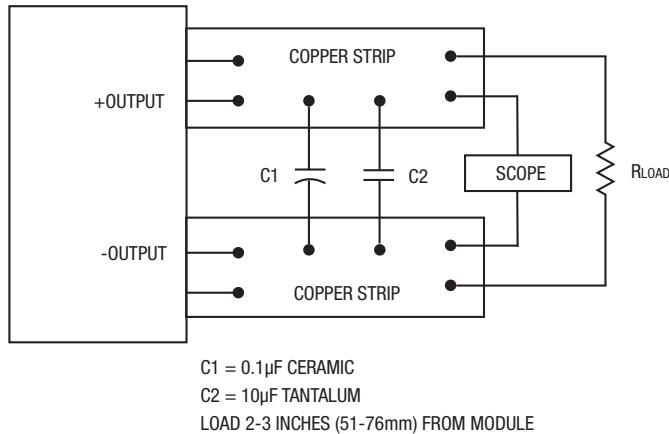 COPPER STRIP
+OUTPUT
C1
C2
SCOPE
RLOAD
-OUTPUT
COPPER STRIP
C1 = 0.1µF CERAMIC
C2 = 10µF TANTALUM
LOAD 2-3 INCHES (51-76mm) FROM MODULE